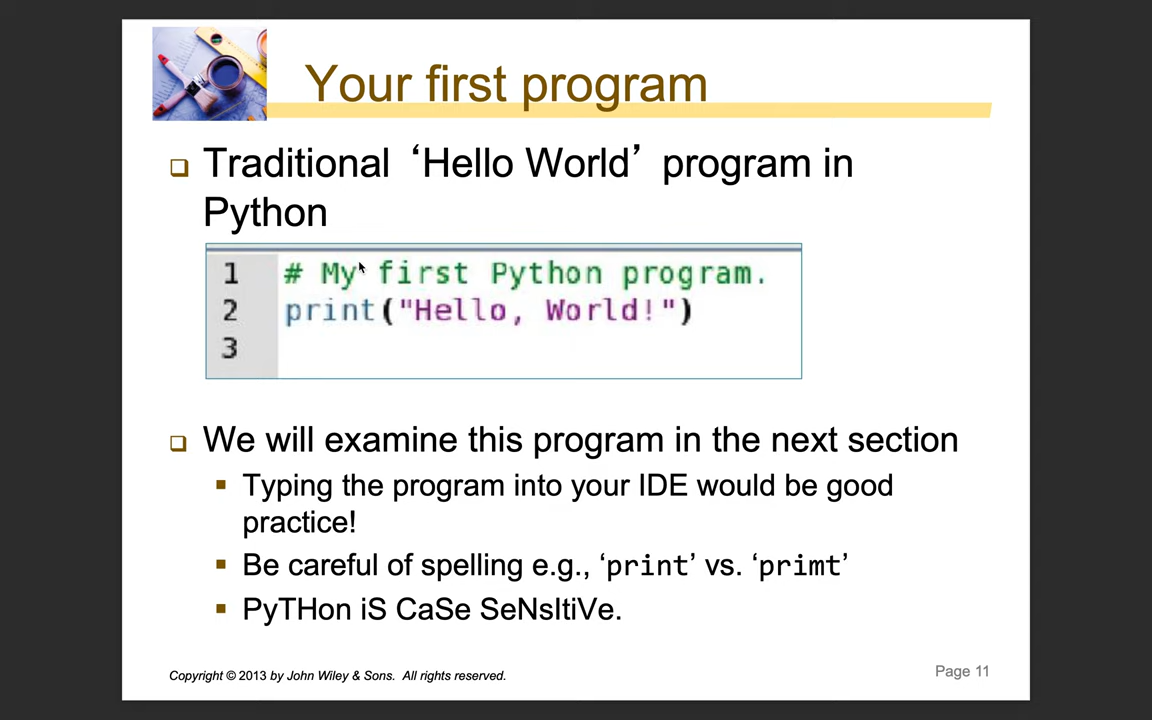 Your first program
Traditional ‘Hello World’ program in
Python
1 # My first Python program.
2 print("Hello, World!")
3
We will examine this program in the next section
Typing the program into your IDE would be good
practice!
Be careful of spelling e.g., ‘print’ vs. ‘primt’
PyTHon iS CaSe SeNsItiVe.
Copyright © 2013 by John Wiley & Sons. All rights reserved.
Page 11